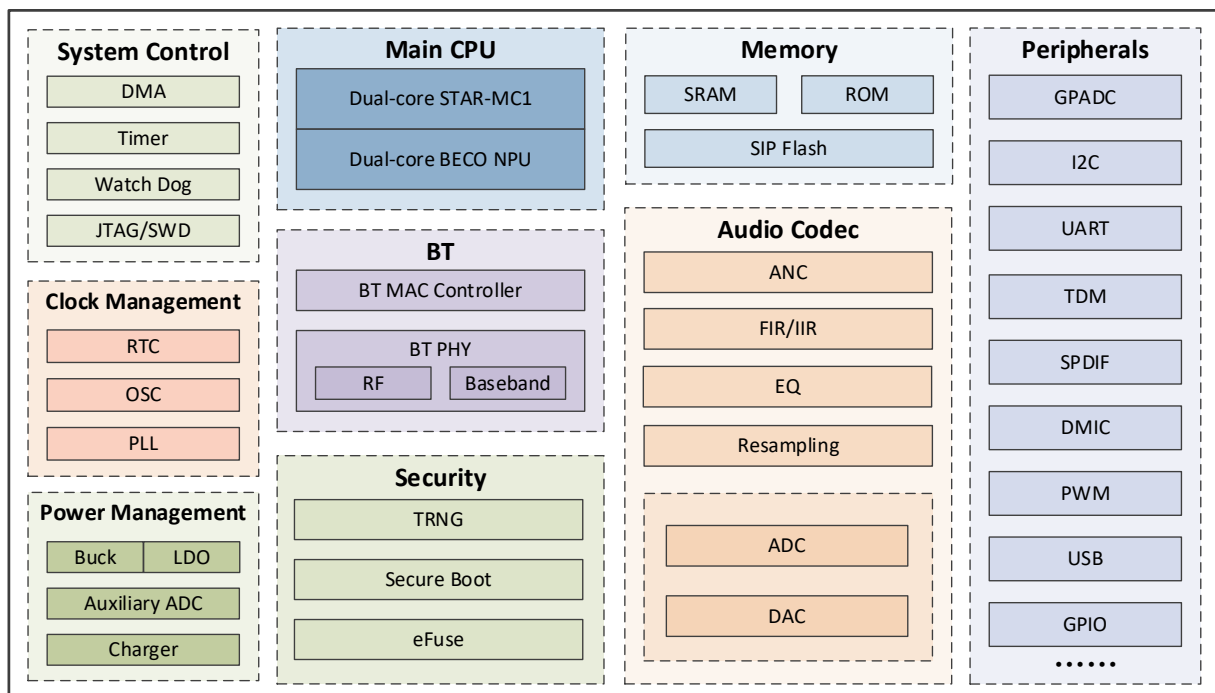 System Control
DMA
Timer
Watch Dog
JTAG/SWD
Clock Management
RTC
OSC
PLL
Power Management
Buck LDO
Auxiliary ADC
Charger
Main CPU
Dual-core STAR-MC1
Dual-core BECO NPU
BT
BT MAC Controller
BT PHY
RF Baseband
Security
TRNG
Secure Boot
eFuse
Memory
SRAM ROM
SIP Flash
Audio Codec
ANC
FIR/IIR
EQ
Resampling
ADC
DAC
Peripherals
GPADC
I2C
UART
TDM
SPDIF
DMIC
PWM
USB
GPIO
••••••